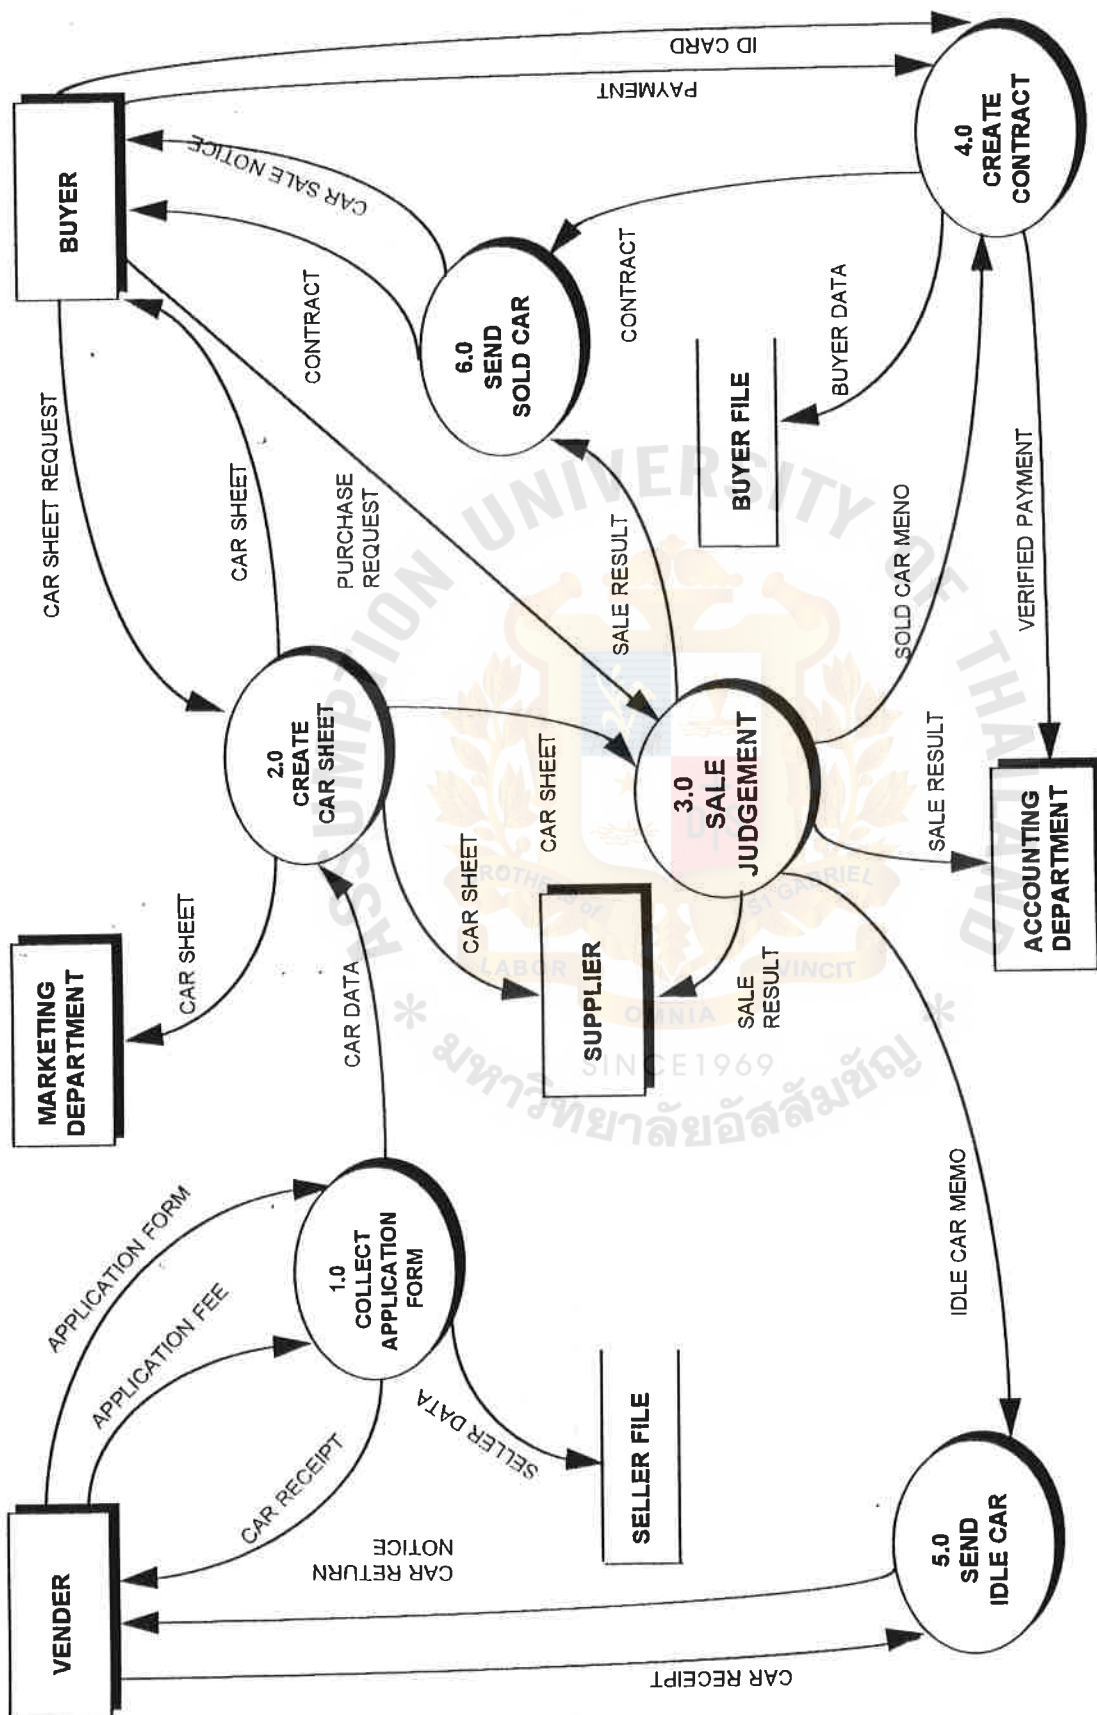 VENDER
APPLICATION FORM
APPLICATION FEE
CAR RECEIPT
CAR RETURN
NOTICE
CAR RECEIPT
1.0
COLLECT
APPLICATION
FORM
SELLER DATA
SELLER FILE
5.0
SEND
IDLE CAR
IDLE CAR MEMO
MARKETING
DEPARTMENT
CAR SHEET
CAR DATA
2.0
CREATE
CAR SHEET
CAR SHEET
SUPPLIER
SALE
RESULT
CAR SHEET
3.0
SALE
JUDGEMENT
SALE RESULT
ACCOUNTING
DEPARTMENT
CAR SHEET REQUEST
CAR SHEET
PURCHASE
REQUEST
SALE RESULT
SOLD CAR MENO
VERIFIED PAYMENT
BUYER
CAR SALE NOTICE
CONTRACT
6.0
SEND
SOLD CAR
CONTRACT
BUYER FILE
BUYER DATA
PAYMENT
ID CARD
4.0
CREATE
CONTRACT
ASSUMPTION UNIVERSITY OF THAILAND
BROTHERS of
ST GABRIEL
LABOR
OMNIA
VINCIT
SINCE1969
* มหาวิทยาลัยอัสสัมชัญ *